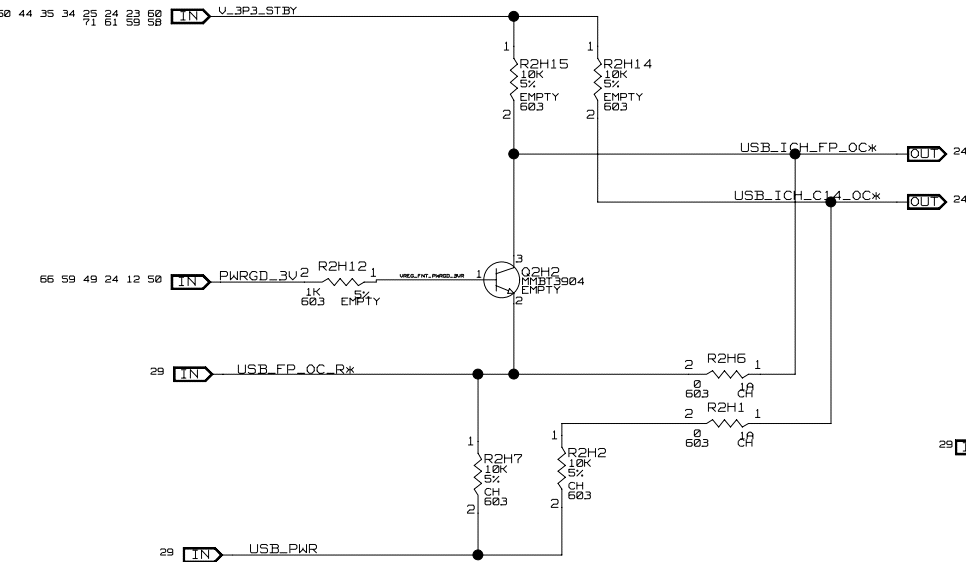 60 44 35 34 25 24 23 60
71 61 59 58
IN
V_3P3_STBY
1
R2H15
10K
5%
EMPTY
603
2
1
R2H14
10K
5%
EMPTY
603
2
USB_ICH_FP_OC*
OUT
24
USB_ICH_C14_OC*
OUT
24
66 59 49 24 12 50
IN
PWRGD_3V
2
R2H12
1
1K
5%
603
EMPTY
VREG_FNT_PWRGD_3VR
1
3
Q2H2
MMBT3904
EMPTY
2
29
IN
USB_FP_OC_R*
2
R2H6
1
0
1A
603
CH
2
R2H1
1
0
1A
603
CH
1
R2H7
10K
5%
CH
603
2
1
R2H2
10K
5%
CH
603
2
29
29
IN
USB_PWR